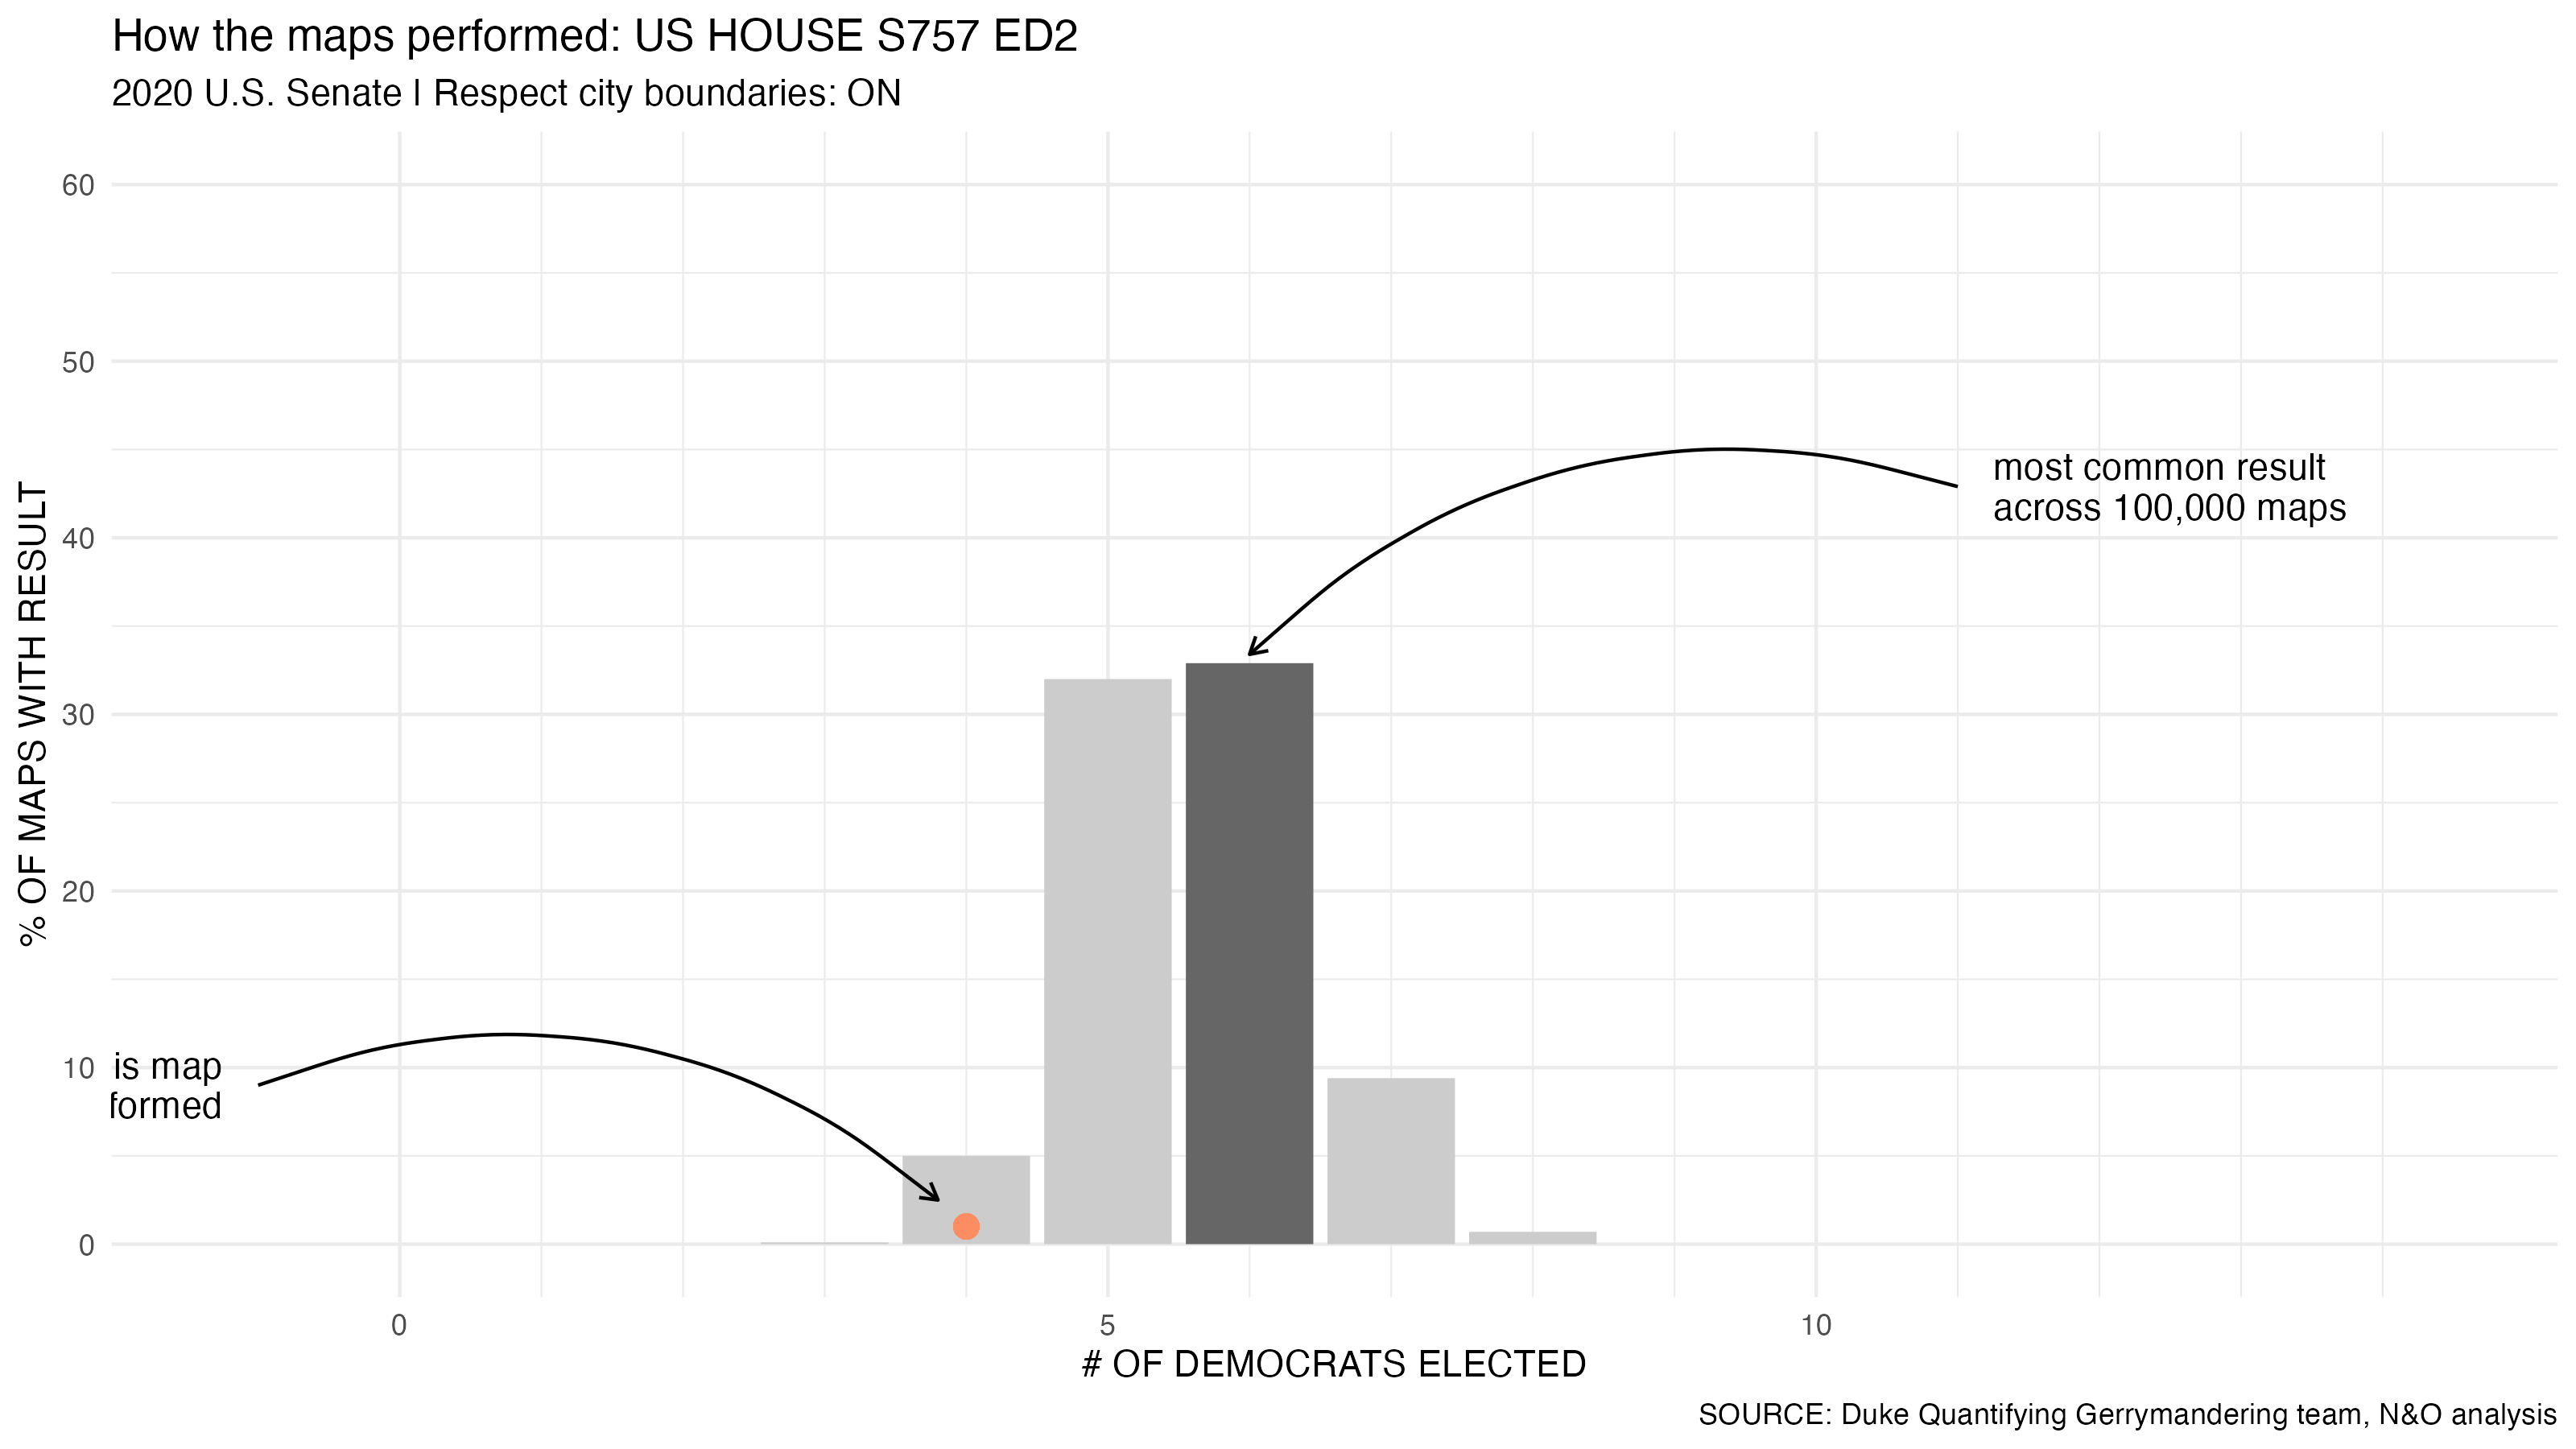 How the maps performed: US HOUSE S757 ED2
2020 U.S. Senate | Respect city boundaries: ON
% OF MAPS WITH RESULT
60
50
40
30
20
10
0
most common result
across 100,000 maps
is map
formed
0
5
10
# OF DEMOCRATS ELECTED
SOURCE: Duke Quantifying Gerrymandering team, N&O analysis